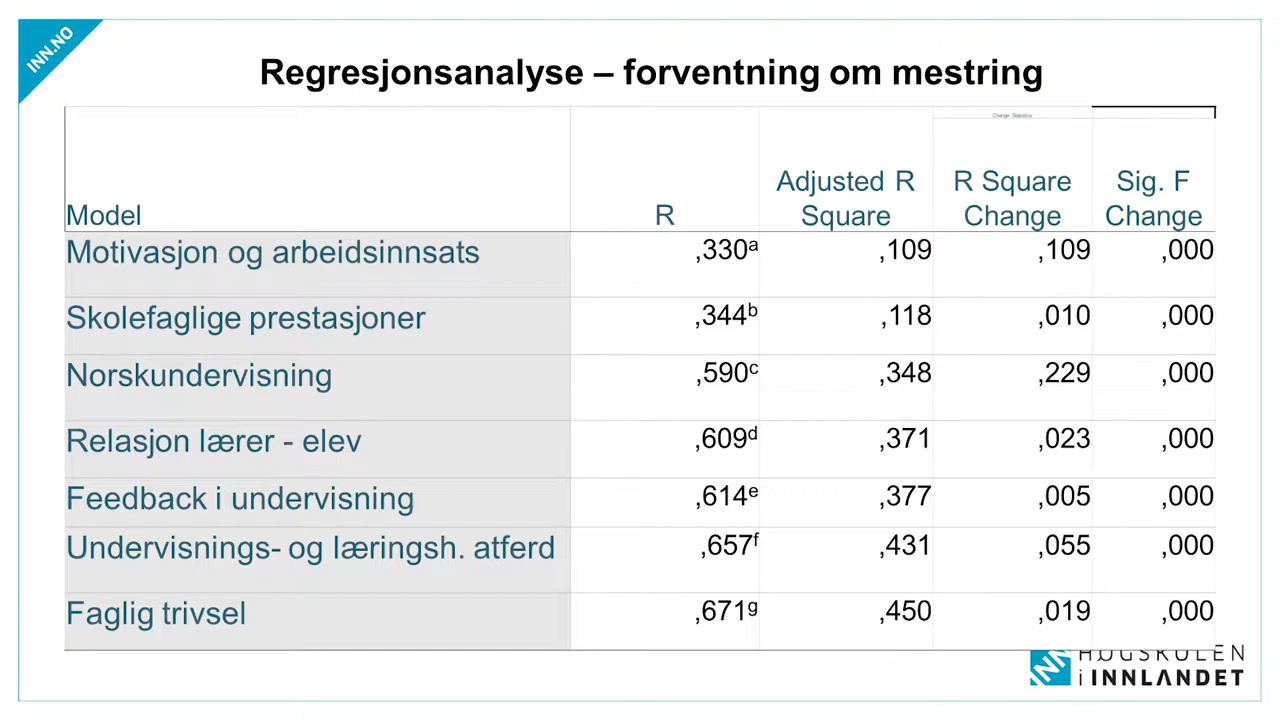 INN.NO
Regresjonsanalyse – forventning om mestring
Change Statistics
Model R Adjusted R Square R Square Change Sig. F Change
Motivasjon og arbeidsinnsats ,330a ,109 ,109 ,000
Skolefaglige prestasjoner ,344b ,118 ,010 ,000
Norskundervisning ,590c ,348 ,229 ,000
Relasjon lærer - elev ,609d ,371 ,023 ,000
Feedback i undervisning ,614e ,377 ,005 ,000
Undervisnings- og læringsh. atferd ,657f ,431 ,055 ,000
Faglig trivsel ,671g ,450 ,019 ,000
INN HØGSKOLEN
i INNLANDET